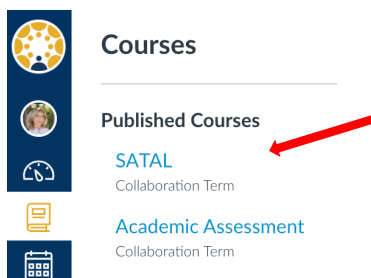 Courses
Published Courses
SATAL
Collaboration Term
Academic Assessment
Collaboration Term